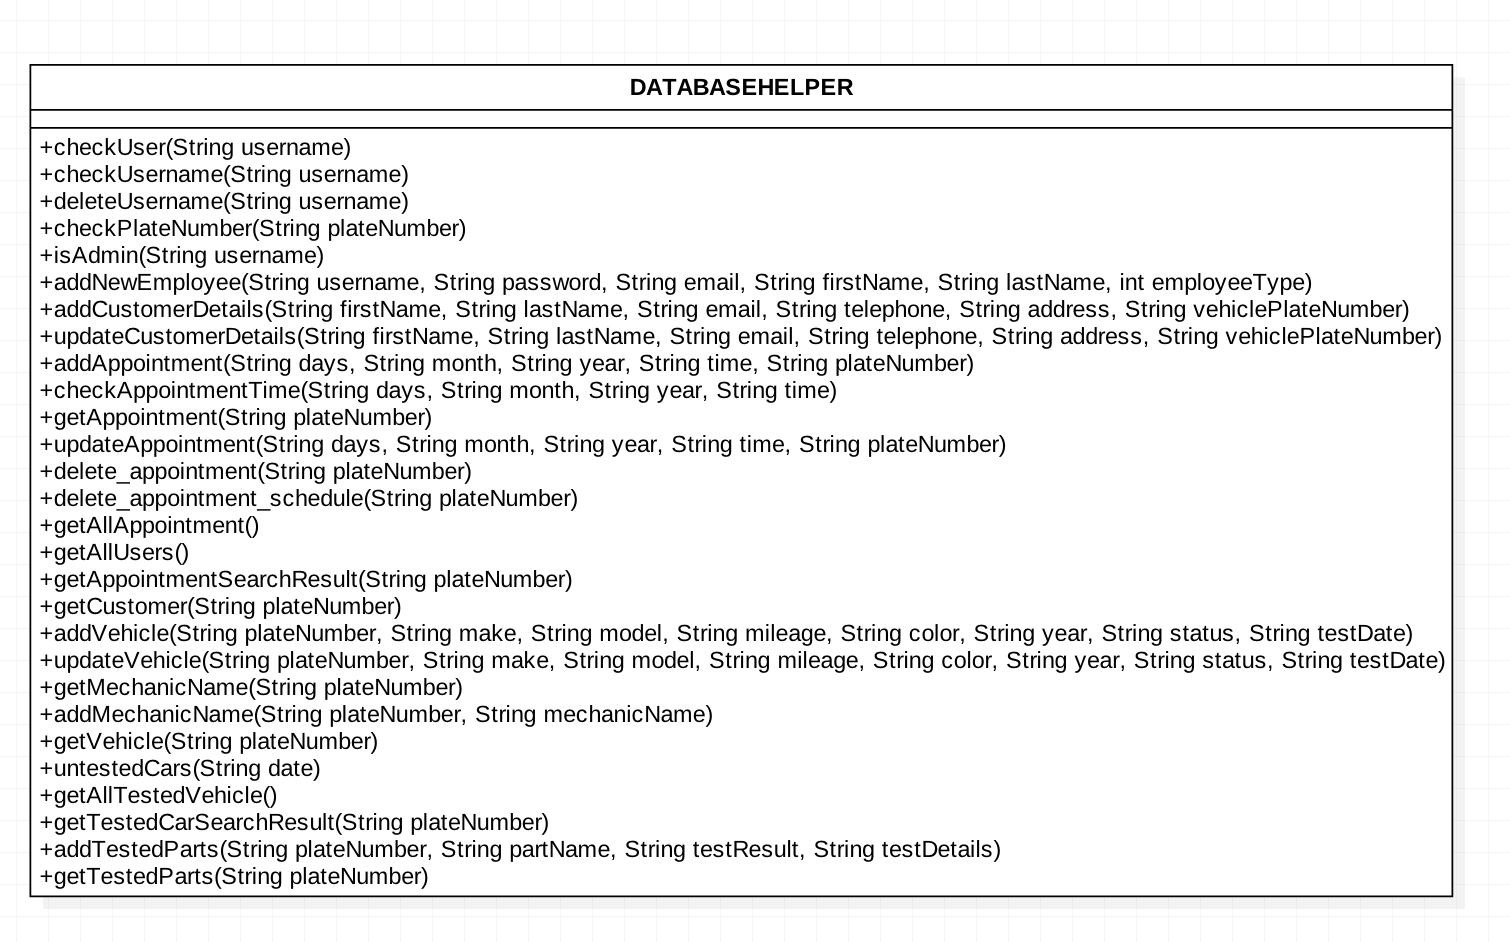 DATABASEHELPER
+checkUser(String username)
+checkUsername(String username)
+deleteUsername(String username)
+checkPlateNumber(String plateNumber)
+isAdmin(String username)
+addNewEmployee(String username, String password, String email, String firstName, String lastName, int employeeType)
+addCustomerDetails(String firstName, String lastName, String email, String telephone, String address, String vehiclePlateNumber)
+updateCustomerDetails(String firstName, String lastName, String email, String telephone, String address, String vehiclePlateNumber)
+addAppointment(String days, String month, String year, String time, String plateNumber)
+checkAppointmentTime(String days, String month, String year, String time)
+getAppointment(String plateNumber)
+updateAppointment(String days, String month, String year, String time, String plateNumber)
+delete_appointment(String plateNumber)
+delete_appointment_schedule(String plateNumber)
+getAllAppointment()
+getAllUsers()
+getAppointmentSearchResult(String plateNumber)
+getCustomer(String plateNumber)
+addVehicle(String plateNumber, String make, String model, String mileage, String color, String year, String status, String testDate)
+updateVehicle(String plateNumber, String make, String model, String mileage, String color, String year, String status, String testDate)
+getMechanicName(String plateNumber)
+addMechanicName(String plateNumber, String mechanicName)
+getVehicle(String plateNumber)
+untestedCars(String date)
+getAllTestedVehicle()
+getTestedCarSearchResult(String plateNumber)
+addTestedParts(String plateNumber, String partName, String testResult, String testDetails)
+getTestedParts(String plateNumber)